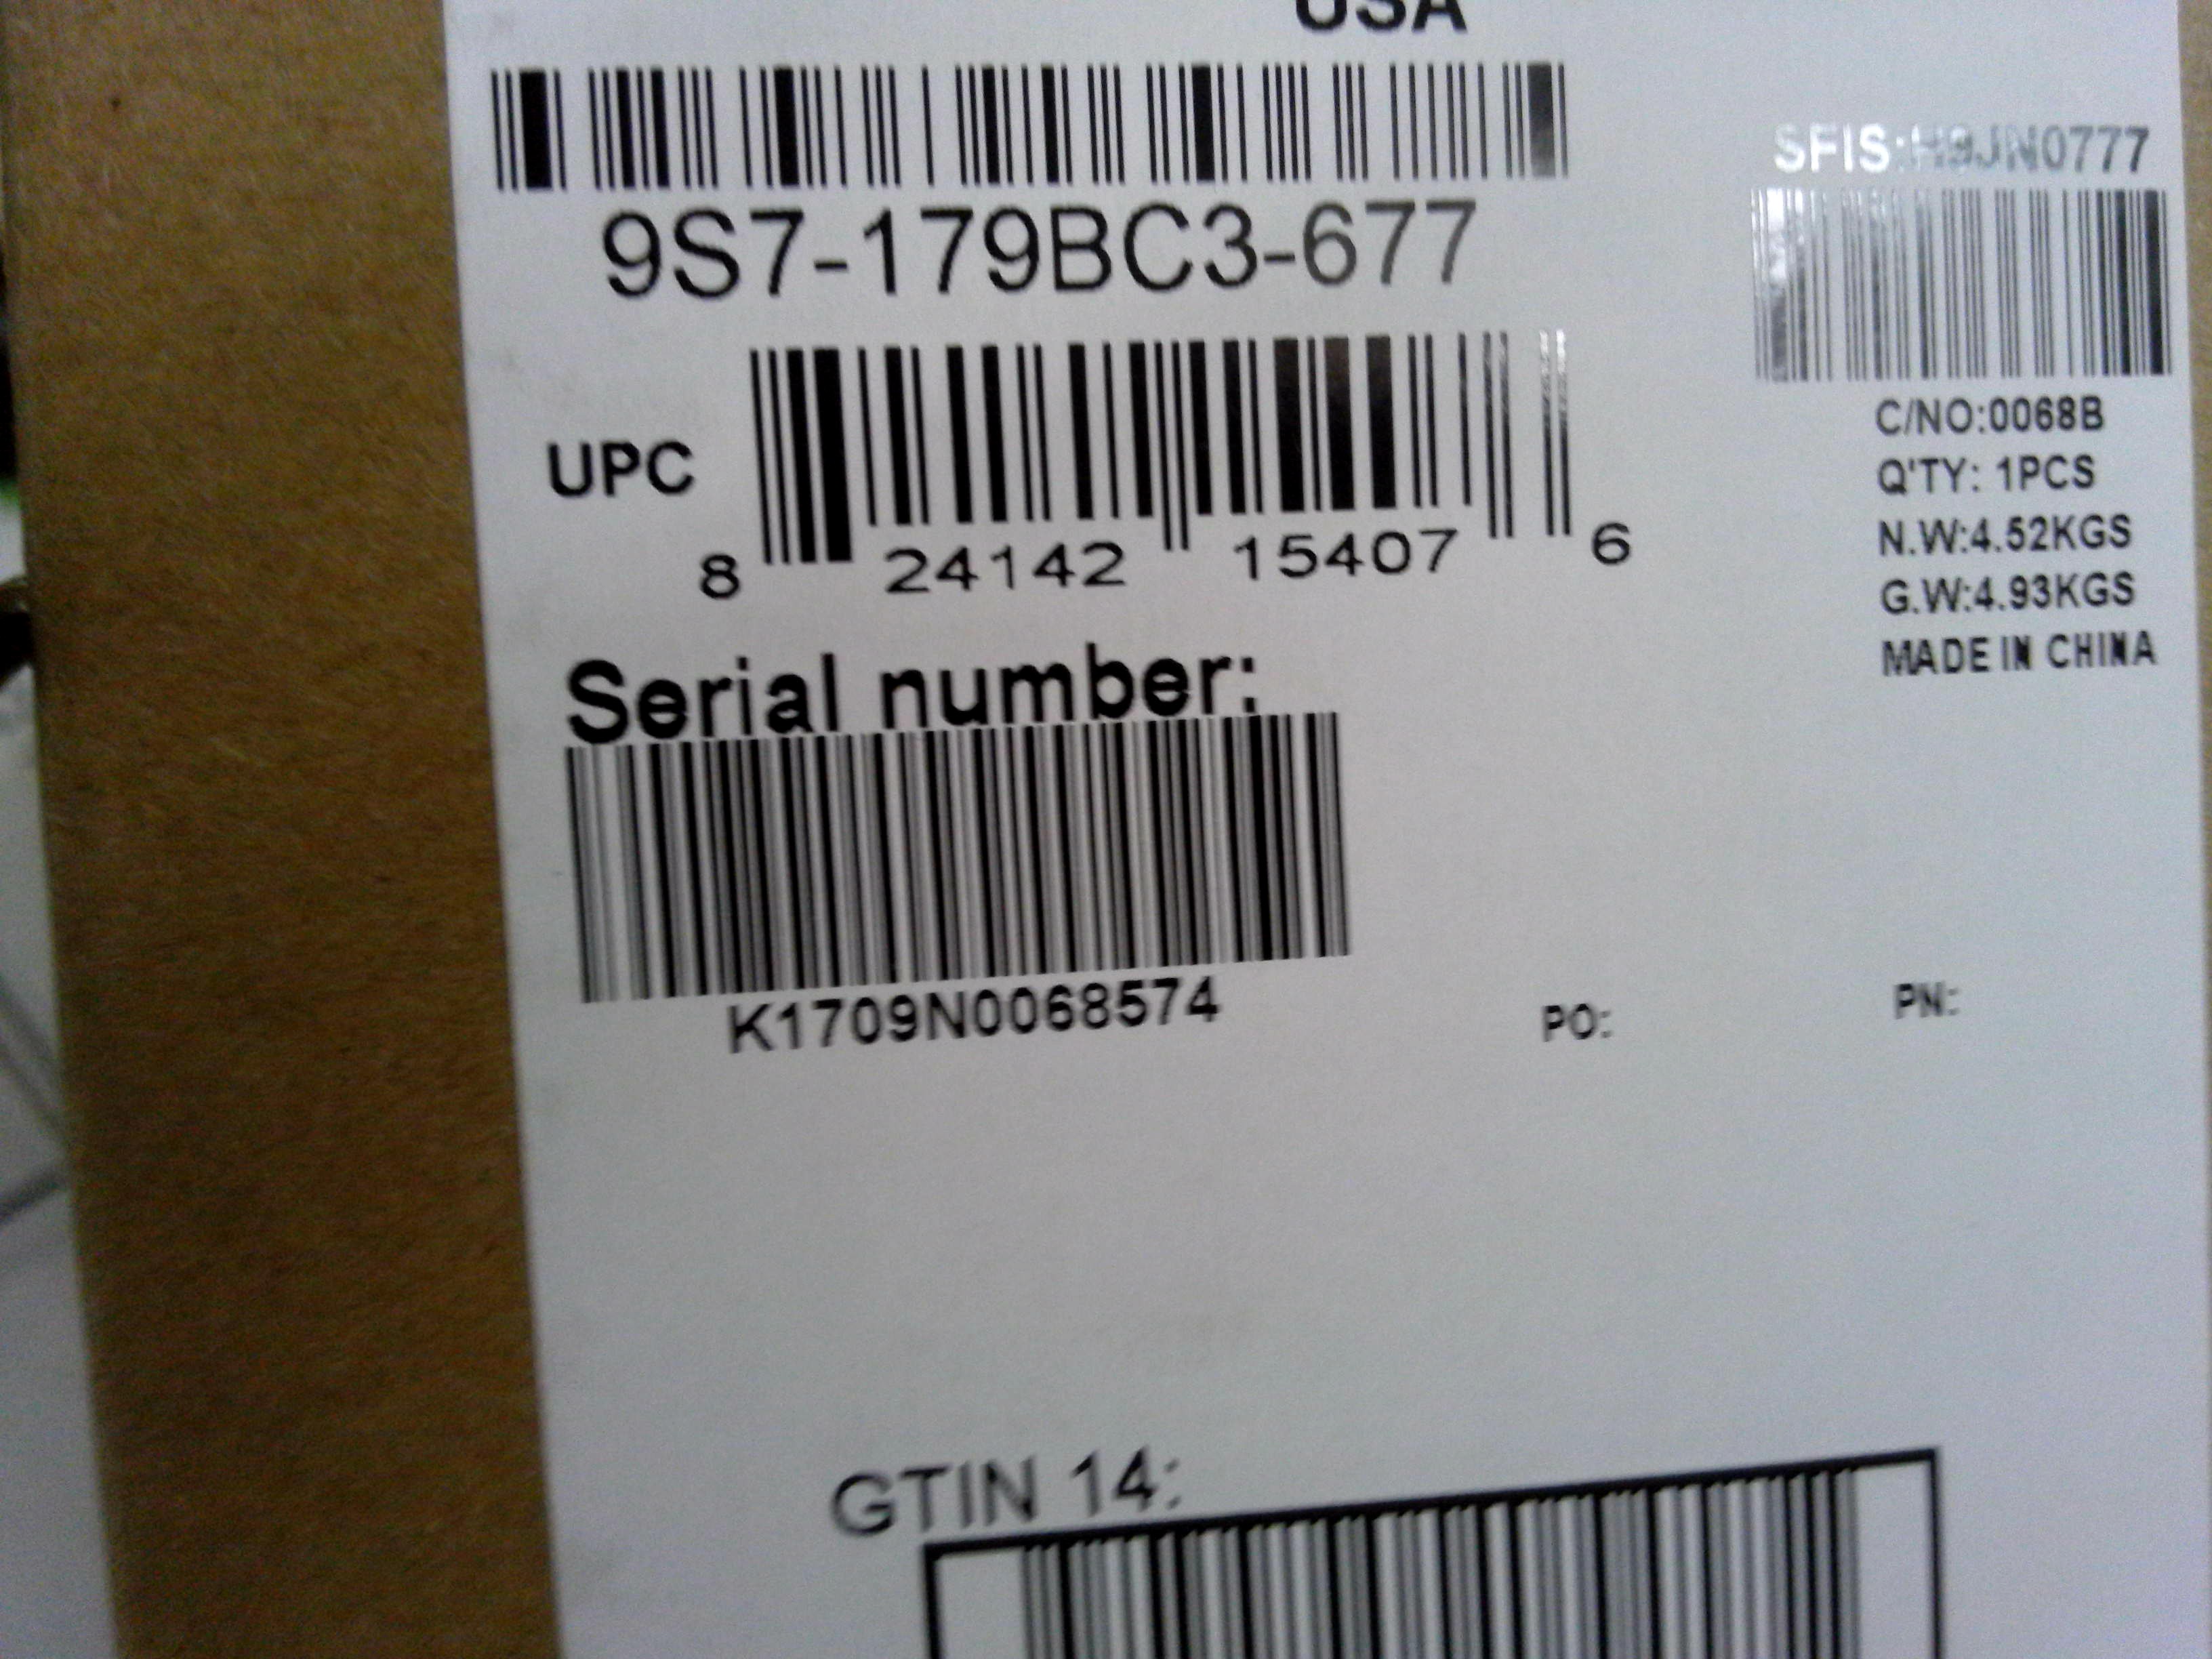 USA
9S7-179BC3-677
SFIS:H9JN0777
UPC
8 24142 15407 6
C/NO:0068B
Q'TY: 1PCS
N.W:4.52KGS
G.W:4.93KGS
MADE IN CHINA
Serial number:
K1709N0068574
PO:
PN:
GTIN 14: